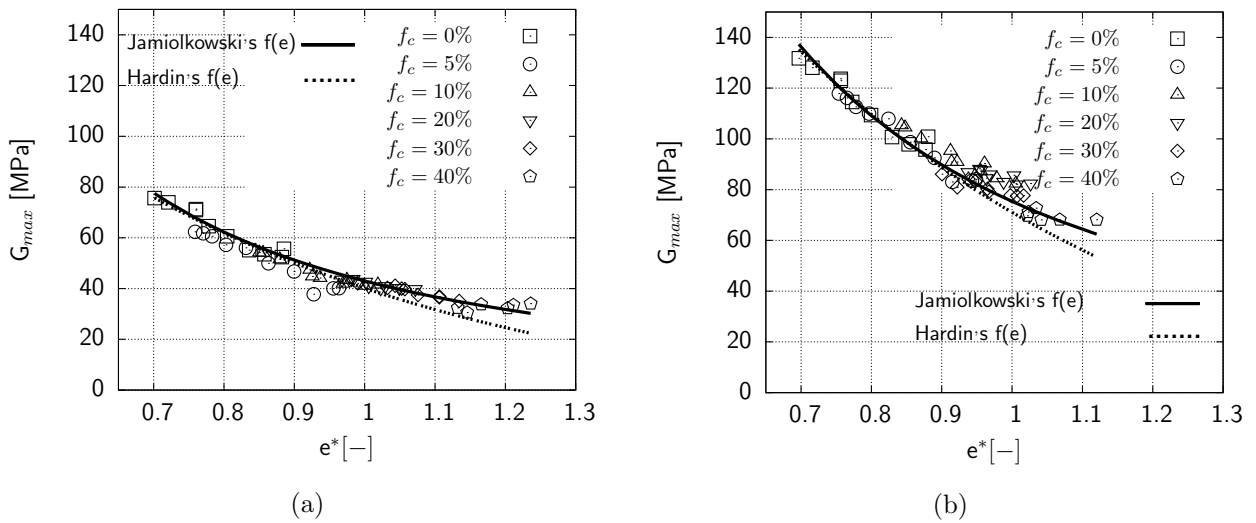 140
120
100
80
60
40
20
0
G_max [MPa]
Jamiolkowski's f(e)
Hardin's f(e)
f_c = 0%
f_c = 5%
f_c = 10%
f_c = 20%
f_c = 30%
f_c = 40%
0.7 0.8 0.9 1 1.1 1.2 1.3
e*[−]
(a)
140
120
100
80
60
40
20
0
G_max [MPa]
f_c = 0%
f_c = 5%
f_c = 10%
f_c = 20%
f_c = 30%
f_c = 40%
Jamiolkowski's f(e)
Hardin's f(e)
0.7 0.8 0.9 1 1.1 1.2 1.3
e*[−]
(b)